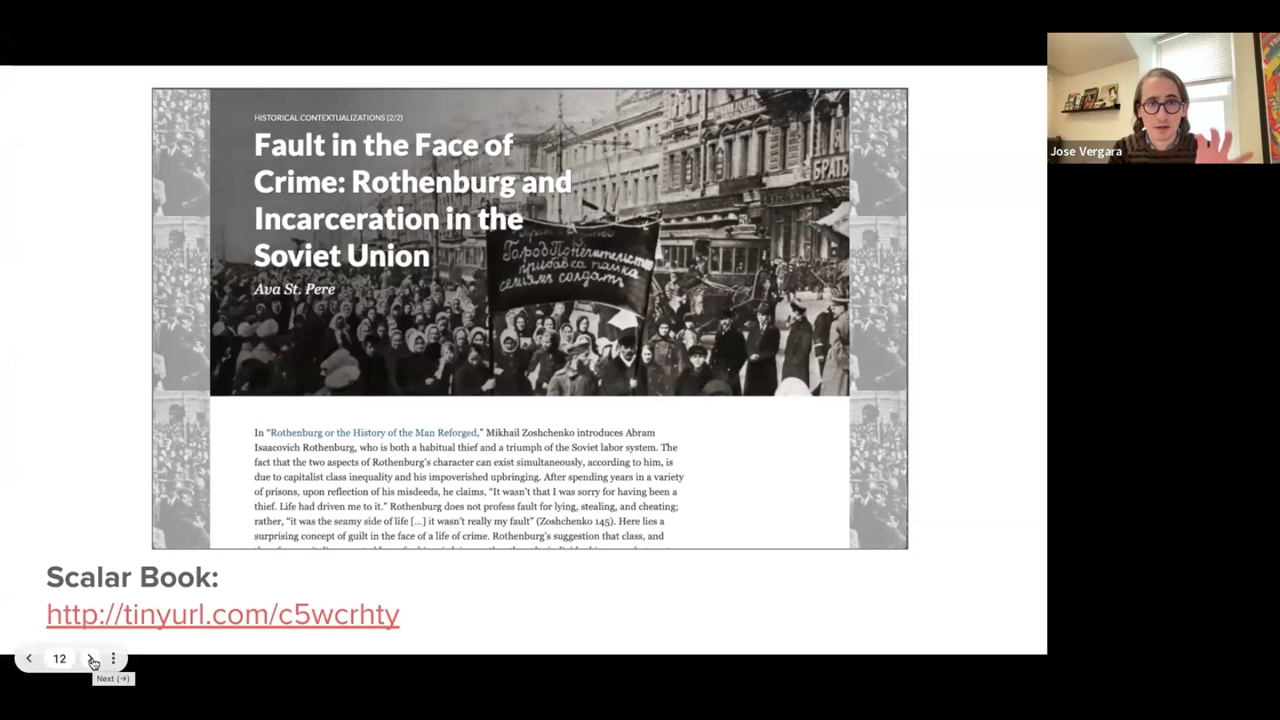 HISTORICAL CONTEXTUALIZATIONS (2/2)
Fault in the Face of
Crime: Rothenburg and
Incarceration in the
Soviet Union
Ava St. Pere
БРАТЬ
Город
прибавка пайка
семьям солдатъ
In “Rothenburg or the History of the Man Reforged,” Mikhail Zoshchenko introduces Abram
Isaacovich Rothenburg, who is both a habitual thief and a triumph of the Soviet labor system. The
fact that the two aspects of Rothenburg's character can exist simultaneously, according to him, is
due to capitalist class inequality and his impoverished upbringing. After spending years in a variety
of prisons, upon reflection of his misdeeds, he claims, “It wasn't that I was sorry for having been a
thief. Life had driven me to it.” Rothenburg does not profess fault for lying, stealing, and cheating;
rather, “it was the seamy side of life [...] it wasn't really my fault” (Zoshchenko 145). Here lies a
surprising concept of guilt in the face of a life of crime. Rothenburg's suggestion that class, and
Scalar Book:
http://tinyurl.com/c5wcrhty
12
Next (→)
Jose Vergara